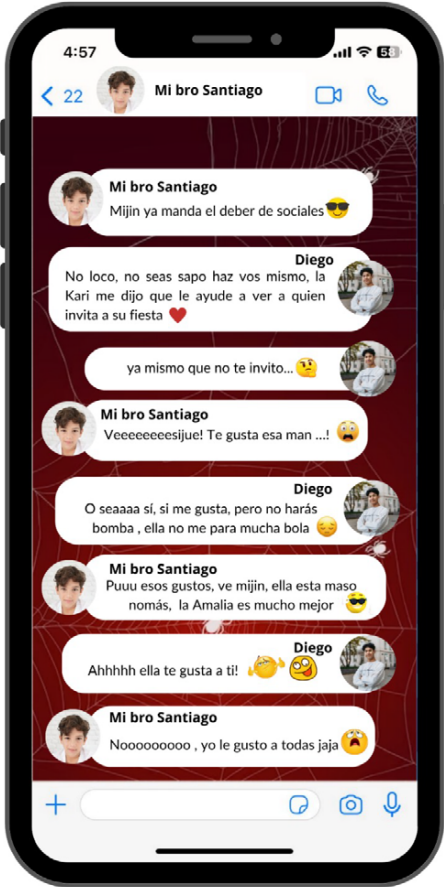 4:57
53
22
Mi bro Santiago
Mi bro Santiago
Mijin ya manda el deber de sociales
Diego
No loco, no seas sapo haz vos mismo, la
Kari me dijo que le ayude a ver a quien
invita a su fiesta
ya mismo que no te invito...
Mi bro Santiago
Veeeeeeesijue! Te gusta esa man ...!
Diego
O seaaaa sí, si me gusta, pero no harás
bomba , ella no me para mucha bola
Mi bro Santiago
Puuu esos gustos, ve mijin, ella esta maso
nomás, la Amalia es mucho mejor
Diego
Ahhhhh ella te gusta a ti!
Mi bro Santiago
Nooooooooo , yo le gusto a todas jaja